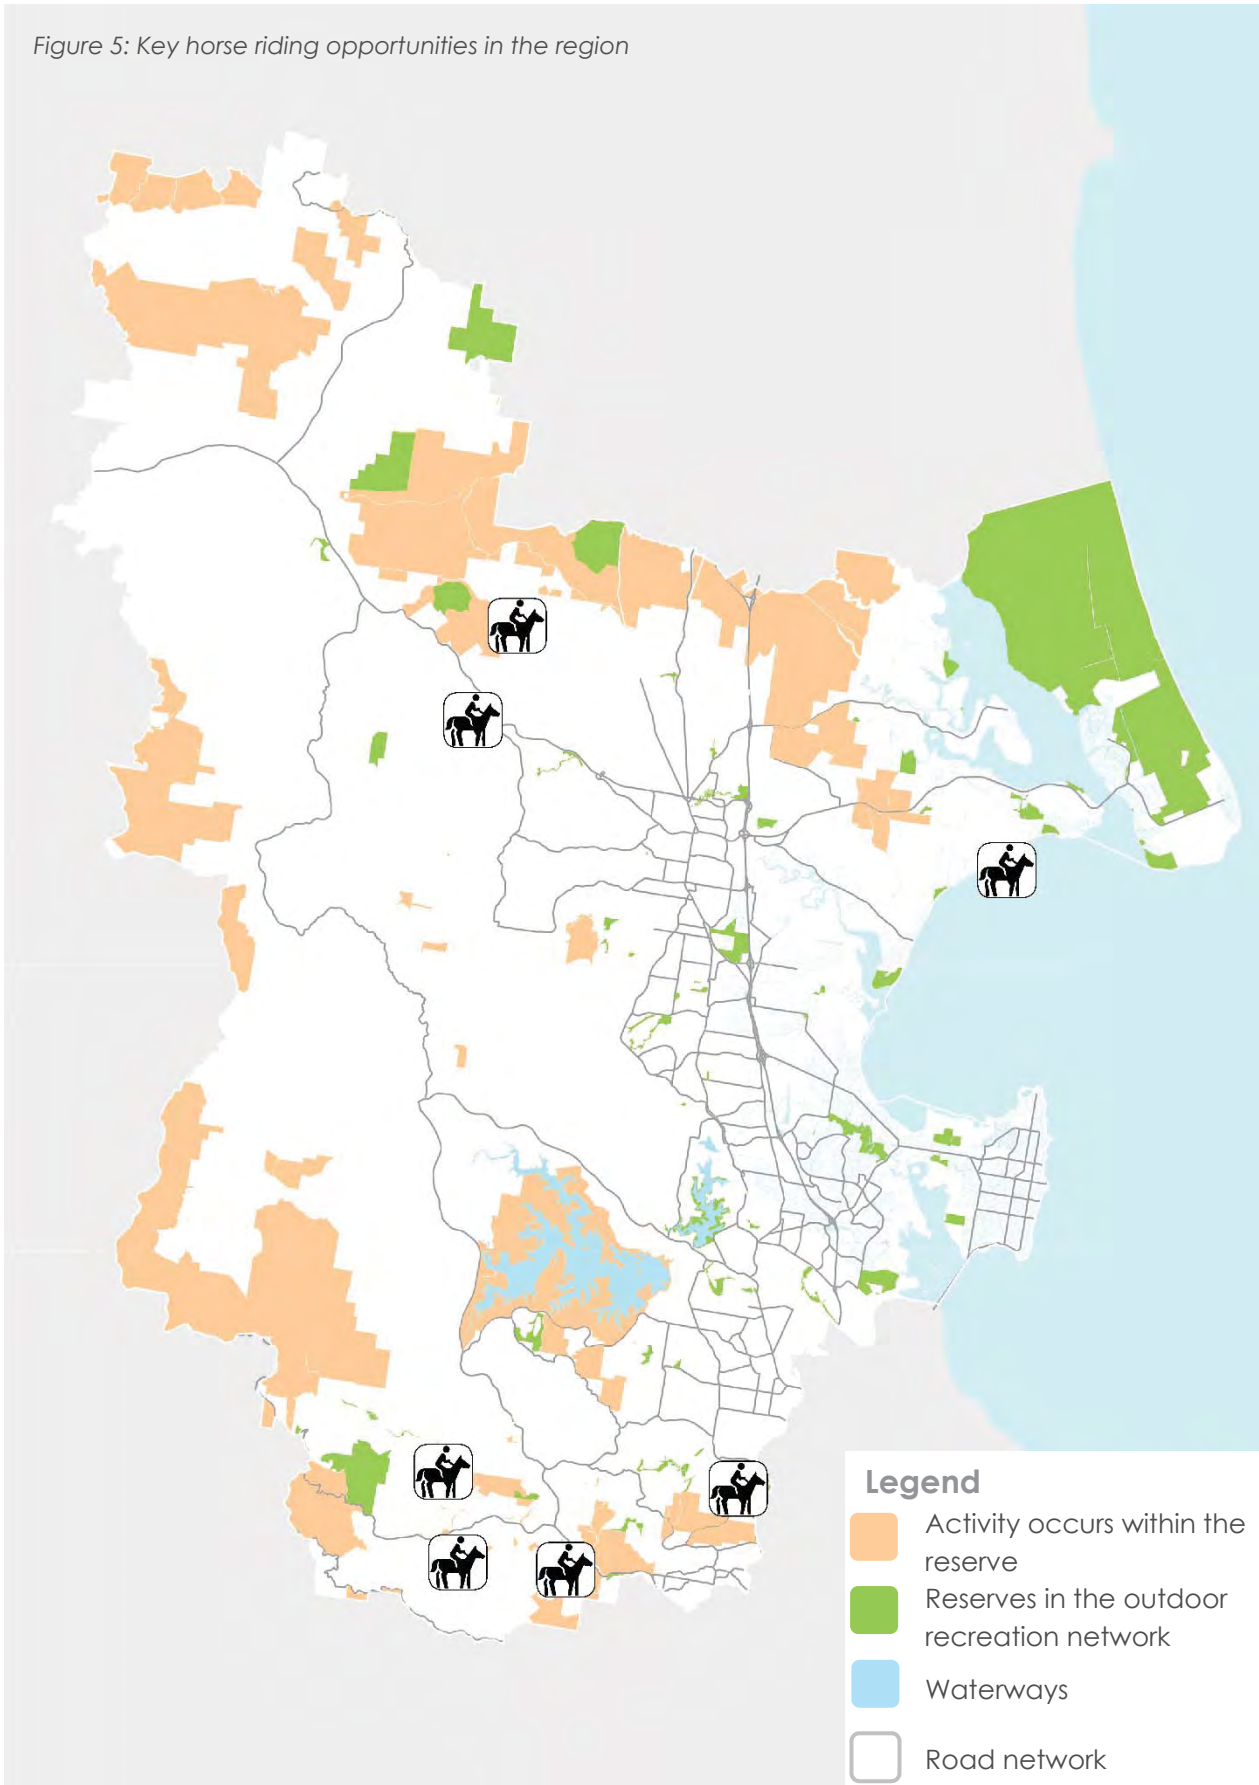 Figure 5: Key horse riding opportunities in the region
Legend
Activity occurs within the
reserve
Reserves in the outdoor
recreation network
Waterways
Road network